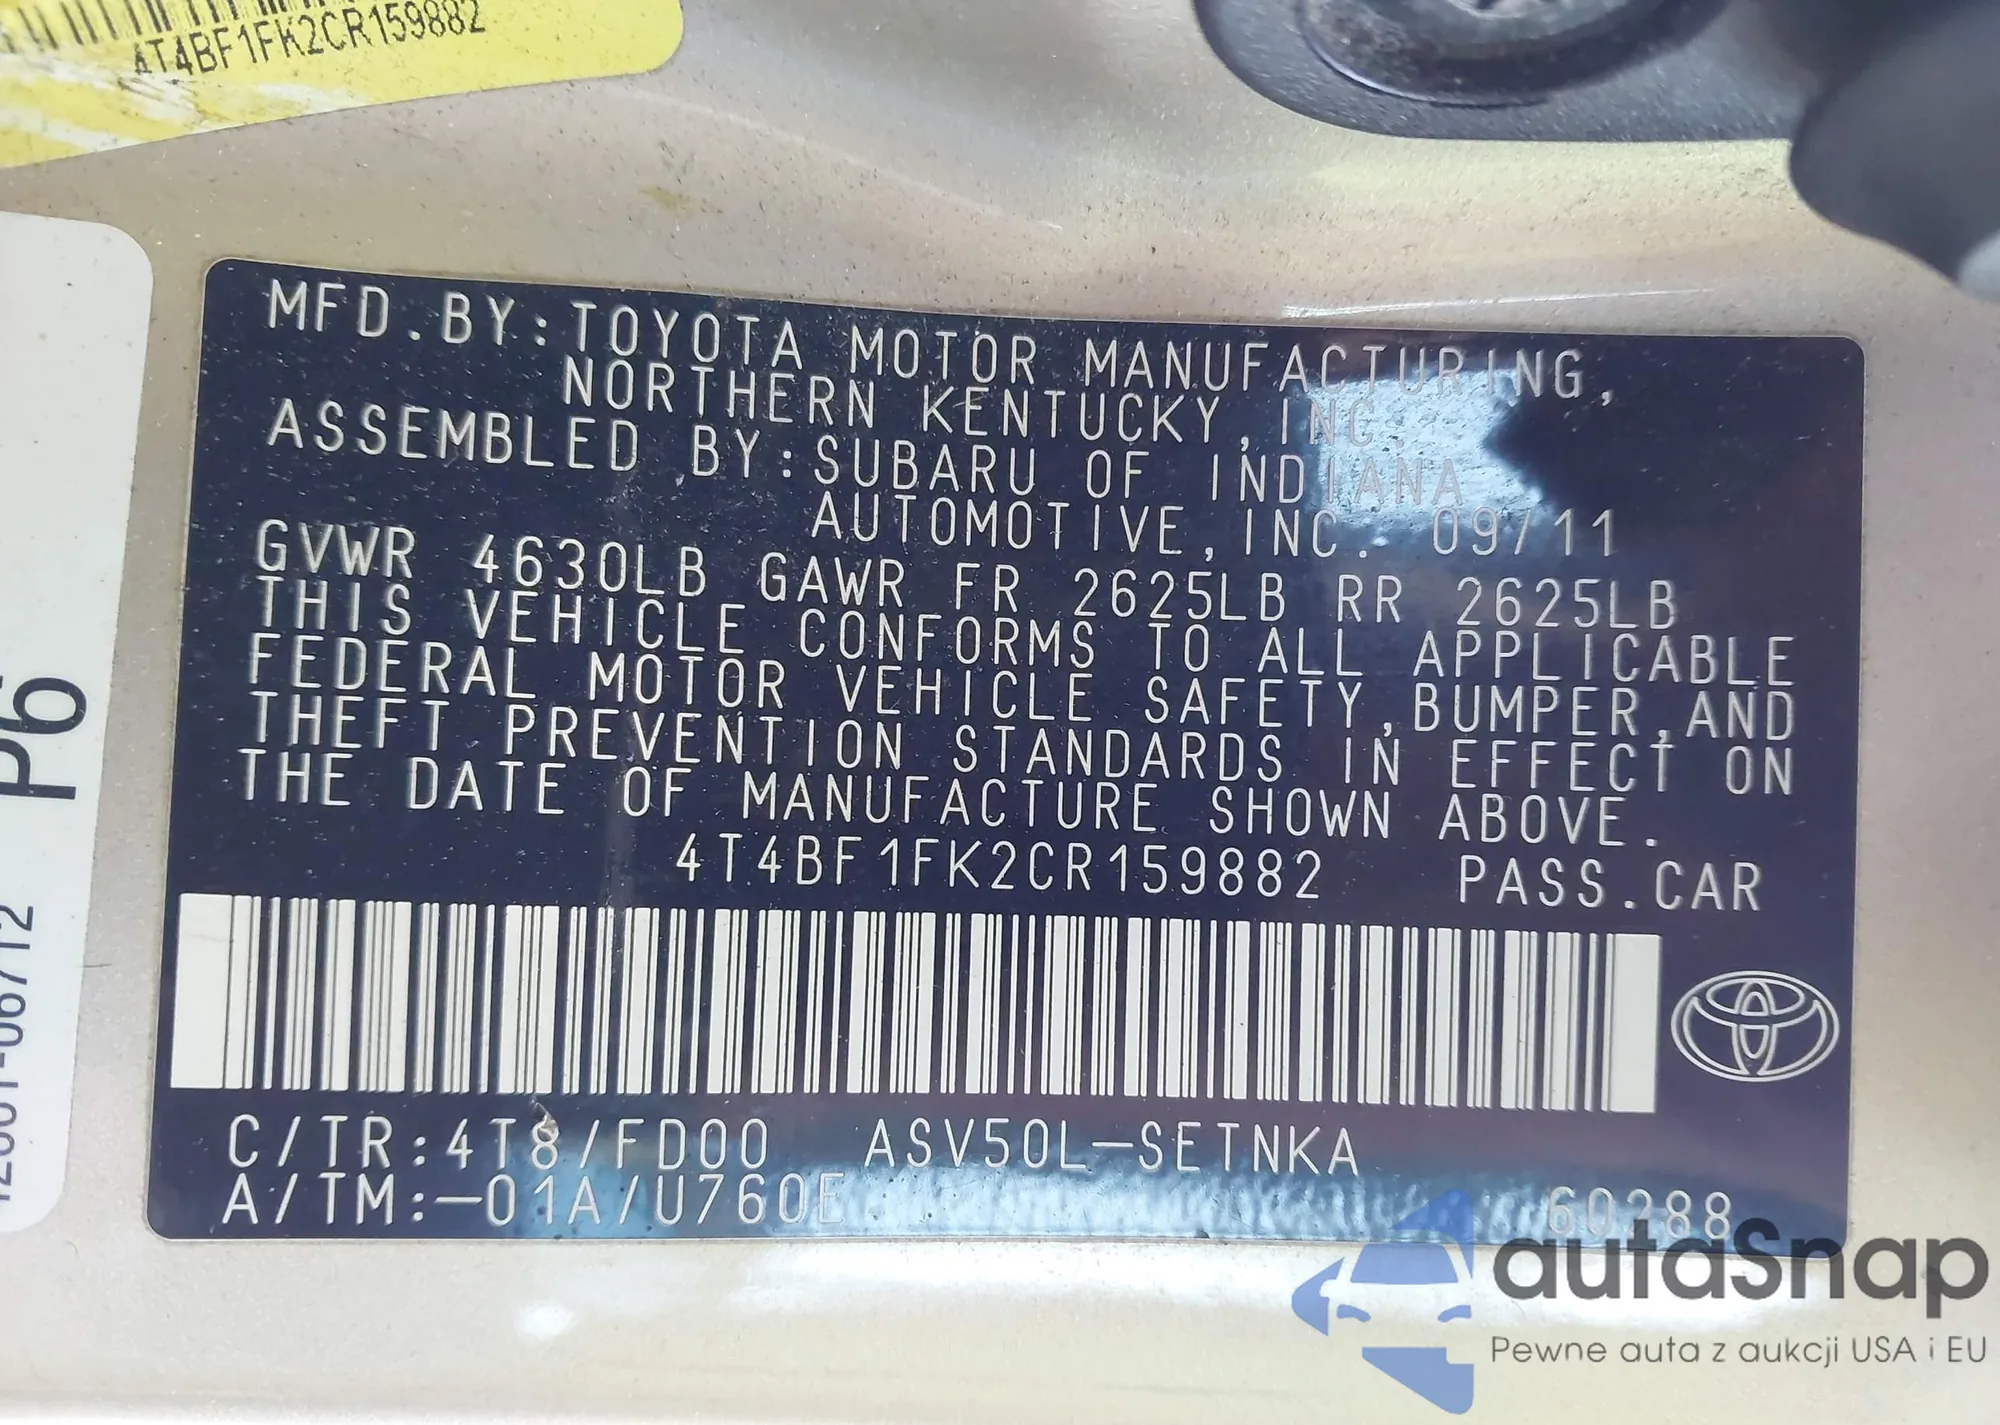 4T4BF1FK2CR159882
MFD.BY:TOYOTA MOTOR MANUFACTURING,
NORTHERN KENTUCKY,INC.
ASSEMBLED BY:SUBARU OF INDIANA
AUTOMOTIVE,INC. 09/11
GVWR 4630LB GAWR FR 2625LB RR 2625LB
THIS VEHICLE CONFORMS TO ALL APPLICABLE
FEDERAL MOTOR VEHICLE SAFETY,BUMPER,AND
THEFT PREVENTION STANDARDS IN EFFECT ON
THE DATE OF MANUFACTURE SHOWN ABOVE.
4T4BF1FK2CR159882 PASS.CAR
C/TR:4T8/FD00 ASV50L-SETNKA
A/TM:-01A/U760E 60288
P6
autaSnap
Pewne auta z aukcji USA i EU